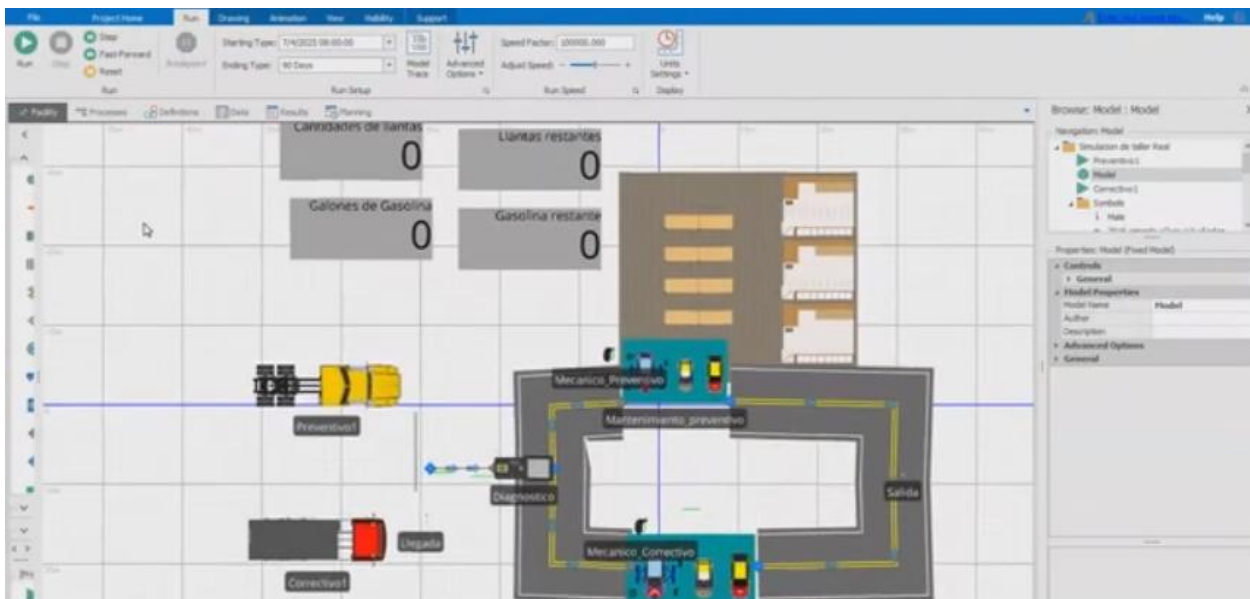 File Project Home Run Drawing Animation View Visibility Support Help
Step
Fast-Forward
Reset
Run Stop Breakpoint
Starting Type: 7/4/2025 08:00:00
Ending Type: 90 Days
Model Trace
Advanced Options
Speed Factor: 100000.000
Adjust Speed:
Units Settings
Run Run Setup Run Speed Display
Facility Processes Definitions Data Results Planning
Browse: Model : Model
Navigation: Model
Simulacion de taller Real
Preventivo1
Model
Correctivo1
Symbols
Male
Properties: Model (Fixed Model)
Controls
General
Model Properties
Model Name Model
Author
Description
Advanced Options
General
Cantidades de llantas
0
Llantas restantes
0
Galones de Gasolina
0
Gasolina restante
0
Mecanico_Preventivo
Mantenimiento_preventivo
Preventivo1
Diagnostico
Salida
Llegada
Mecanico_Correctivo
Correctivo1